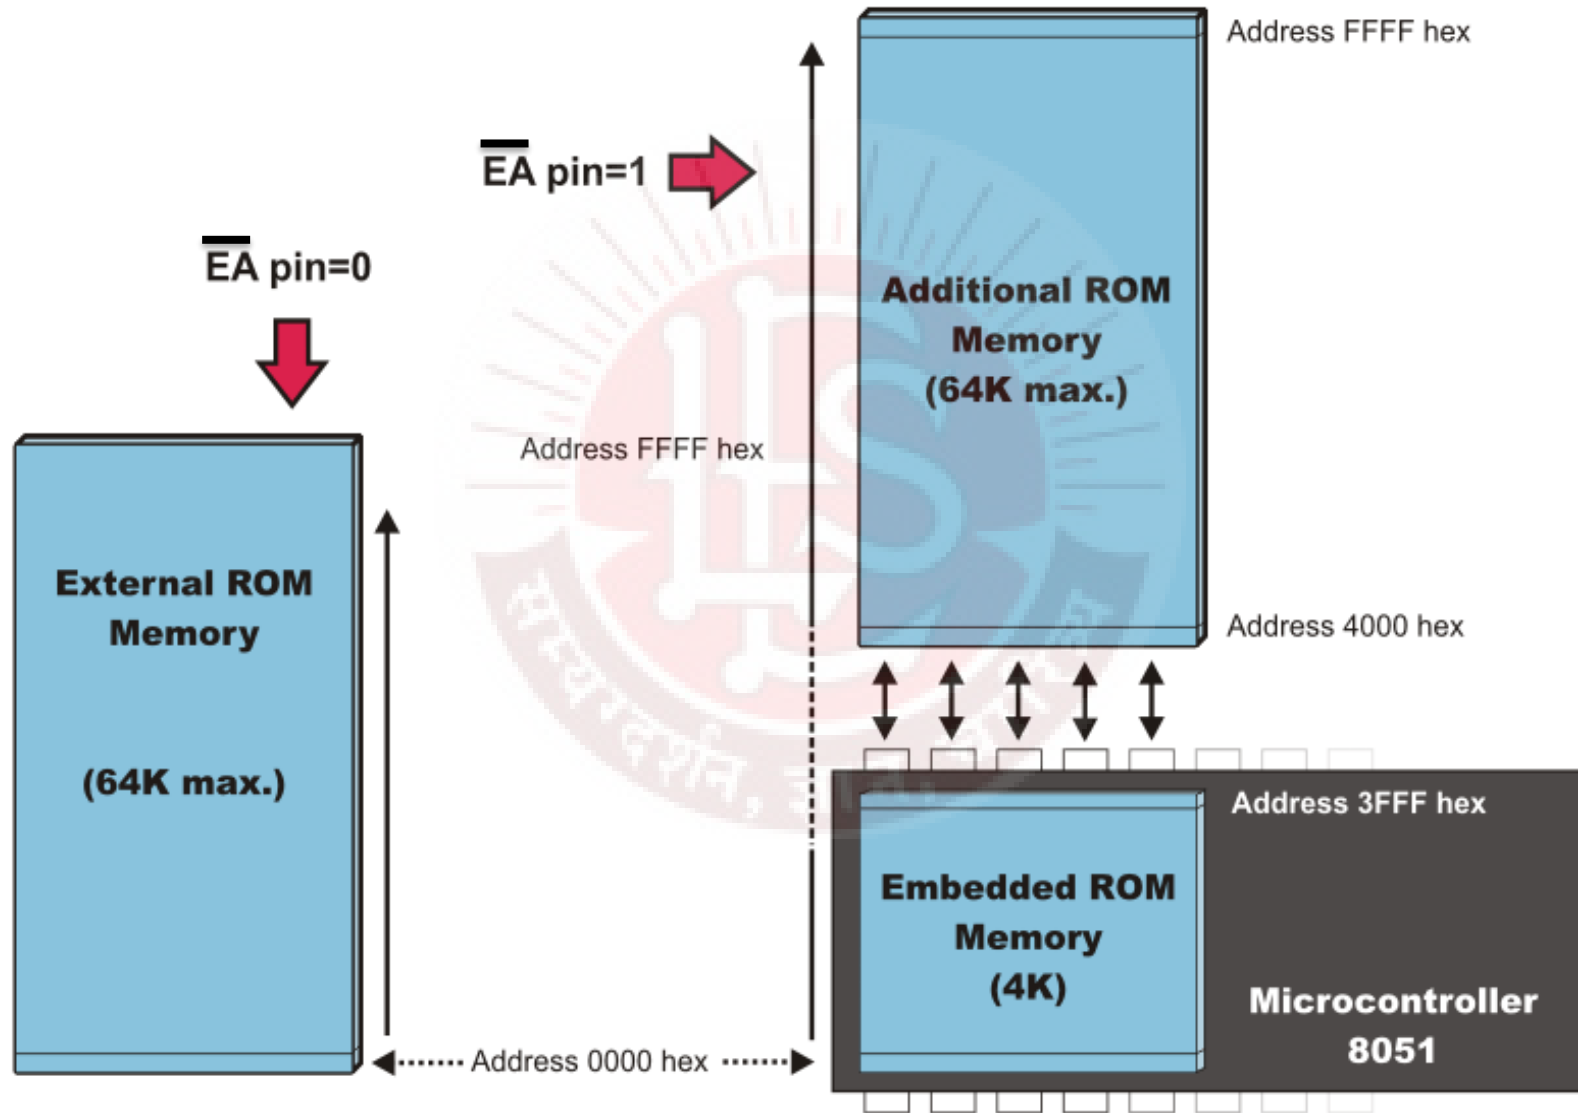 Address FFFF hex
EA pin=1
EA pin=0
Additional ROM
Memory
(64K max.)
Address FFFF hex
External ROM
Memory
(64K max.)
Address 4000 hex
Address 3FFF hex
Embedded ROM
Memory
(4K)
Microcontroller
8051
Address 0000 hex